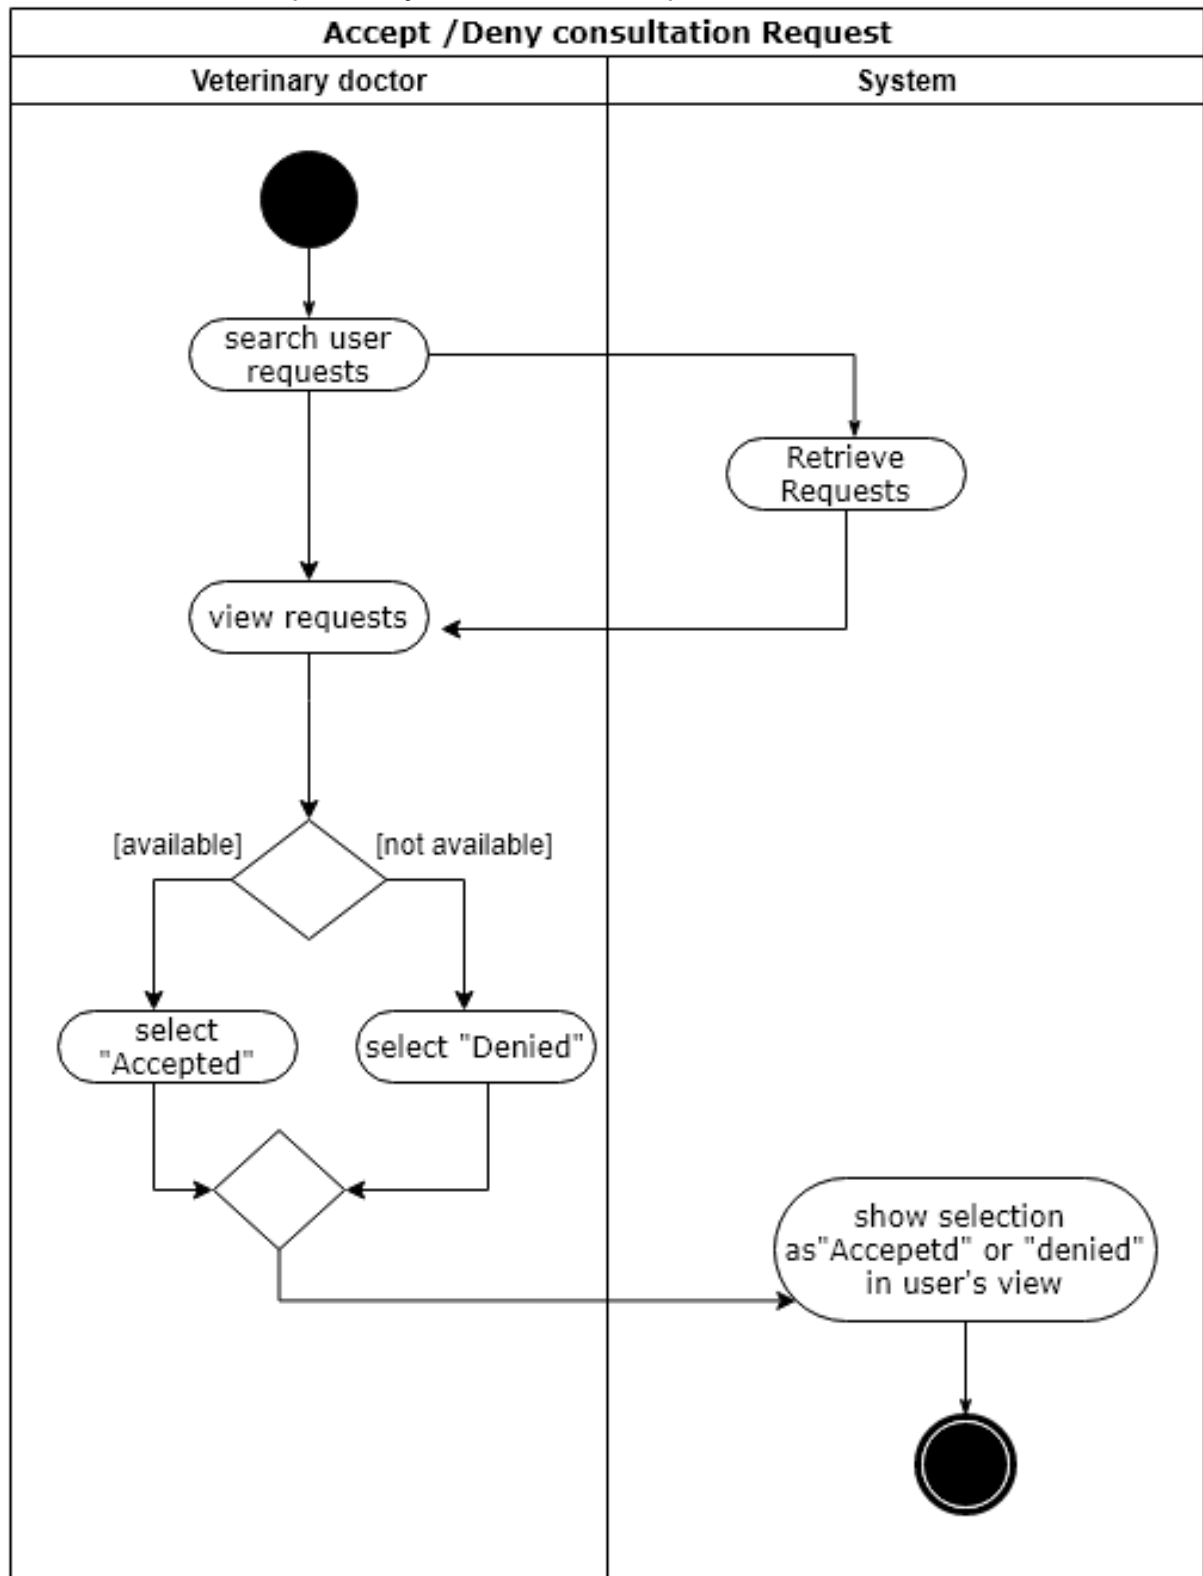 Accept /Deny consultation Request
Veterinary doctor
System
search user
requests
Retrieve
Requests
view requests
[available]
[not available]
select
"Accepted"
select "Denied"
show selection
as"Accepetd" or "denied"
in user's view